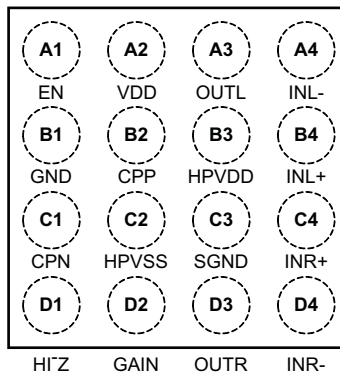 A1 A2 A3 A4
EN VDD OUTL INL-
B1 B2 B3 B4
GND CPP HPVDD INL+
C1 C2 C3 C4
CPN HPVSS SGND INR+
D1 D2 D3 D4
HI-Z GAIN OUTR INR-